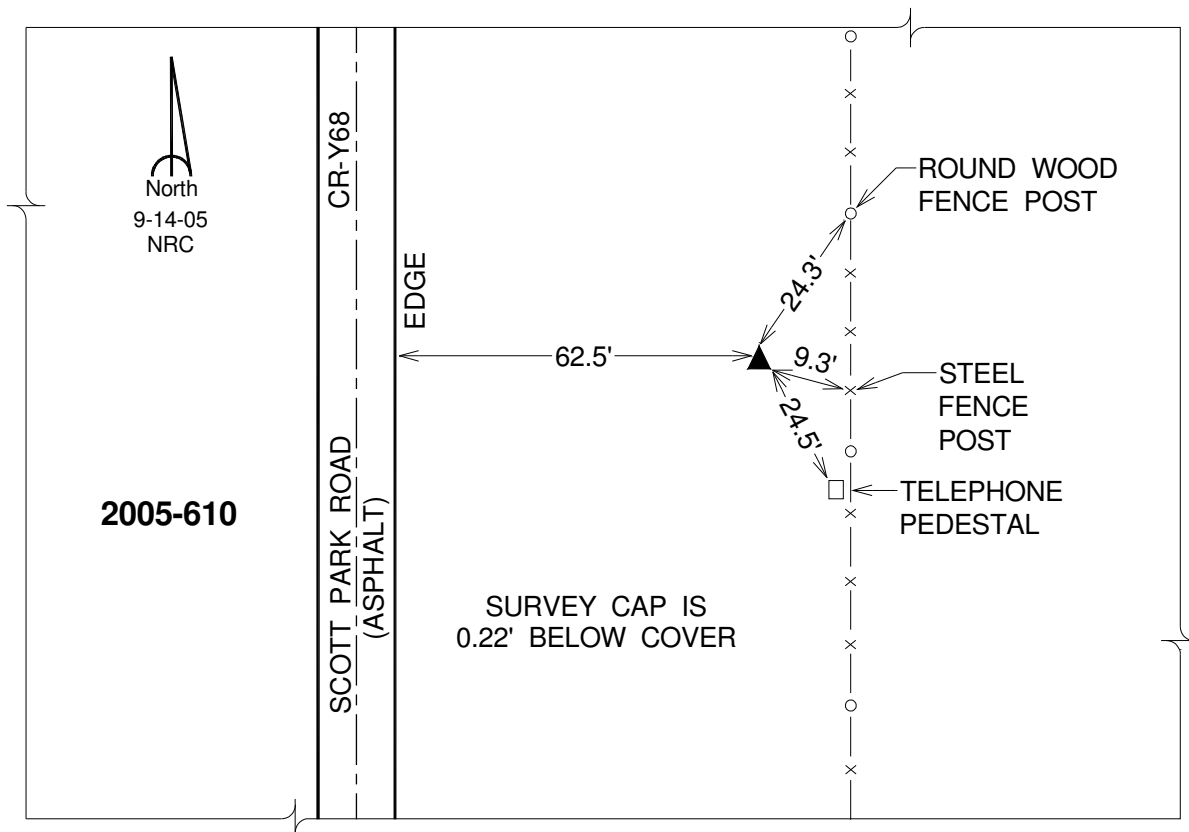 North
9-14-05
NRC
CR-Y68
SCOTT PARK ROAD
(ASPHALT)
EDGE
ROUND WOOD
FENCE POST
24.3'
62.5'
9.3'
24.5'
STEEL
FENCE
POST
TELEPHONE
PEDESTAL
2005-610
SURVEY CAP IS
0.22' BELOW COVER